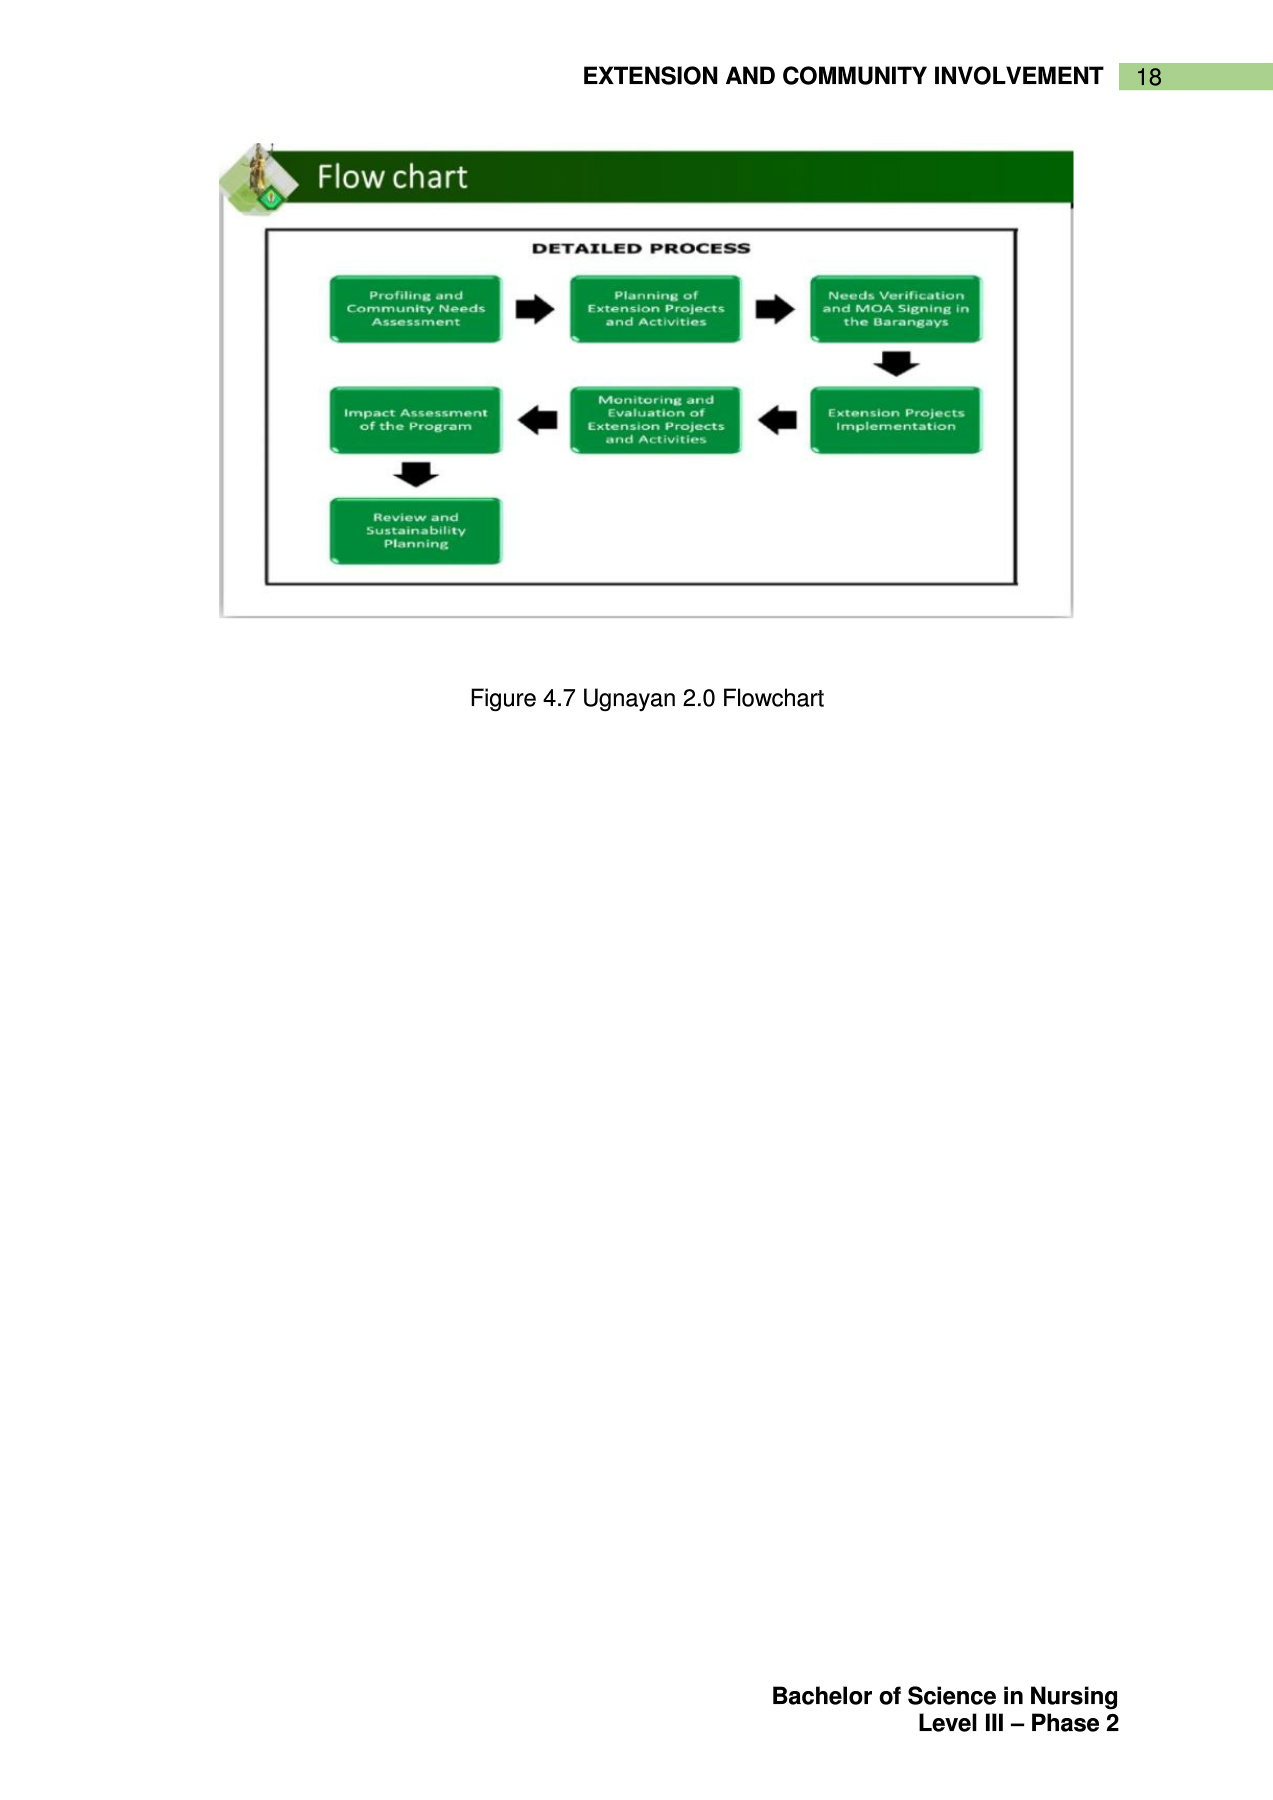 EXTENSION AND COMMUNITY INVOLVEMENT 18
Flow chart
DETAILED PROCESS
Profiling and
Community Needs
Assessment
Planning of
Extension Projects
and Activities
Needs Verification
and MOA Signing in
the Barangays
Extension Projects
Implementation
Monitoring and
Evaluation of
Extension Projects
and Activities
Impact Assessment
of the Program
Review and
Sustainability
Planning
Figure 4.7 Ugnayan 2.0 Flowchart
Bachelor of Science in Nursing
Level III – Phase 2